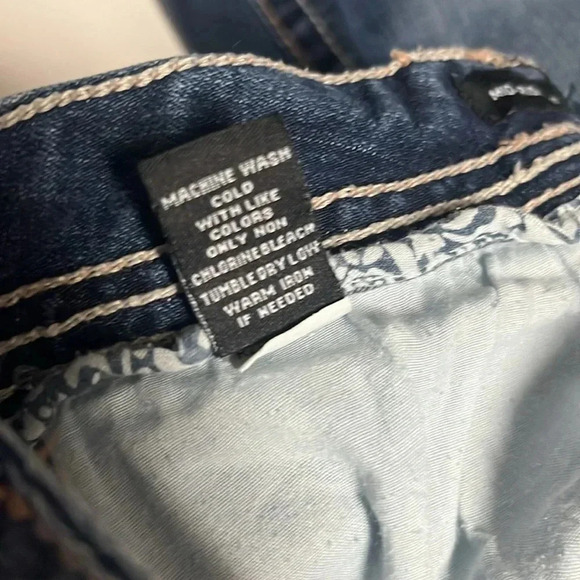 MACHINE WASH
COLD
WITH LIKE
COLORS
ONLY NON
CHLORINE BLEACH
TUMBLE DRY LOW
WARM IRON
IF NEEDED